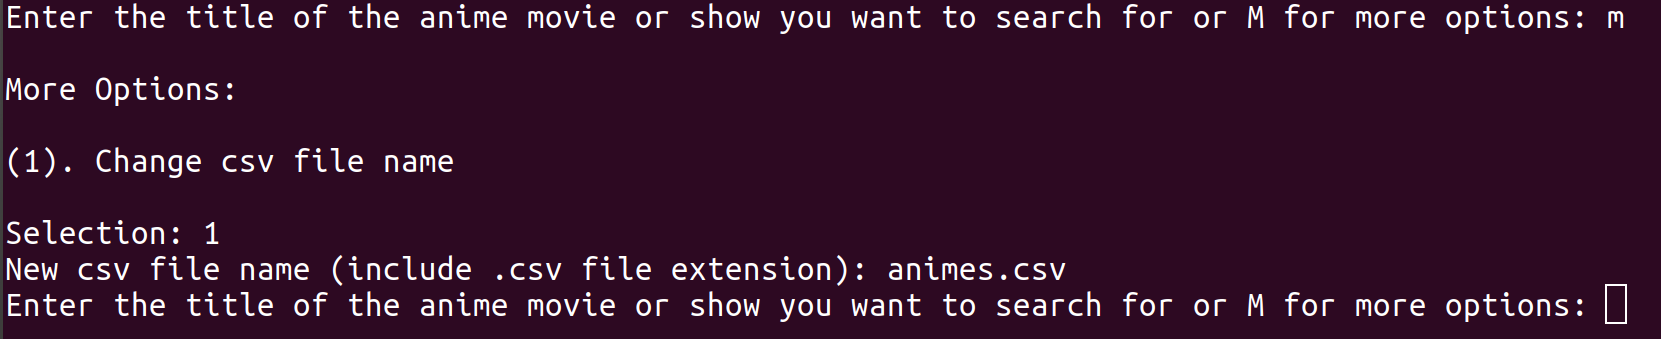 Enter the title of the anime movie or show you want to search for or M for more options: m
More Options:
(1). Change csv file name
Selection: 1
New csv file name (include .csv file extension): animes.csv
Enter the title of the anime movie or show you want to search for or M for more options: